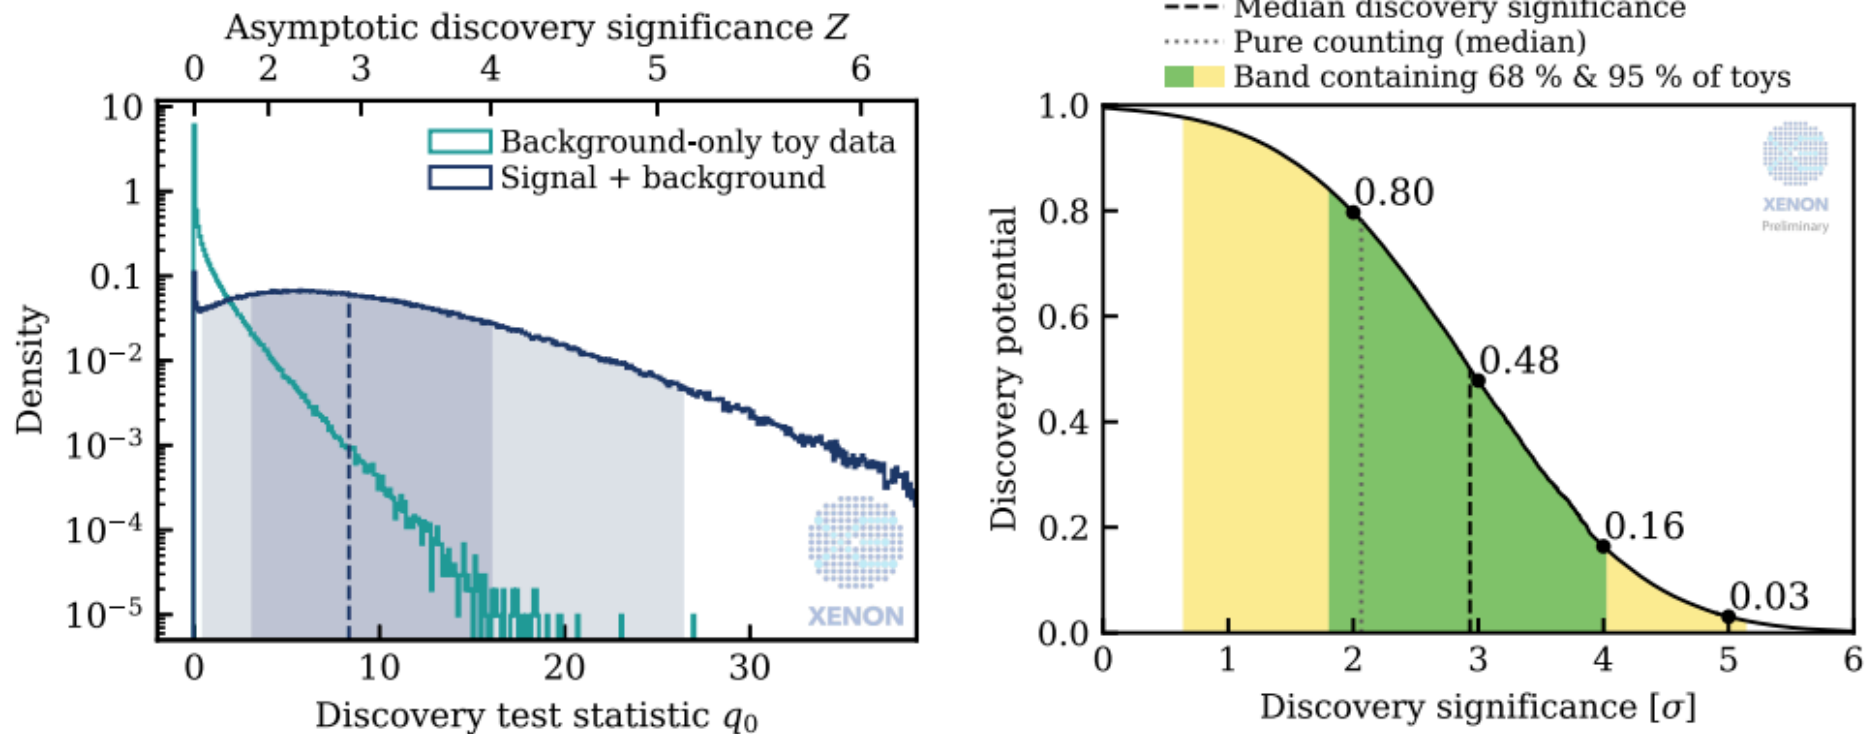 Asymptotic discovery significance Z
0 2 3 4 5 6
10
1
0.1
10⁻²
10⁻³
10⁻⁴
10⁻⁵
Density
Background-only toy data
Signal + background
XENON
0 10 20 30
Discovery test statistic q₀
Median discovery significance
Pure counting (median)
Band containing 68 % & 95 % of toys
1.0
0.8
0.6
0.4
0.2
0.0
Discovery potential
0.80
0.48
0.16
0.03
XENON
Preliminary
0 1 2 3 4 5 6
Discovery significance [σ]